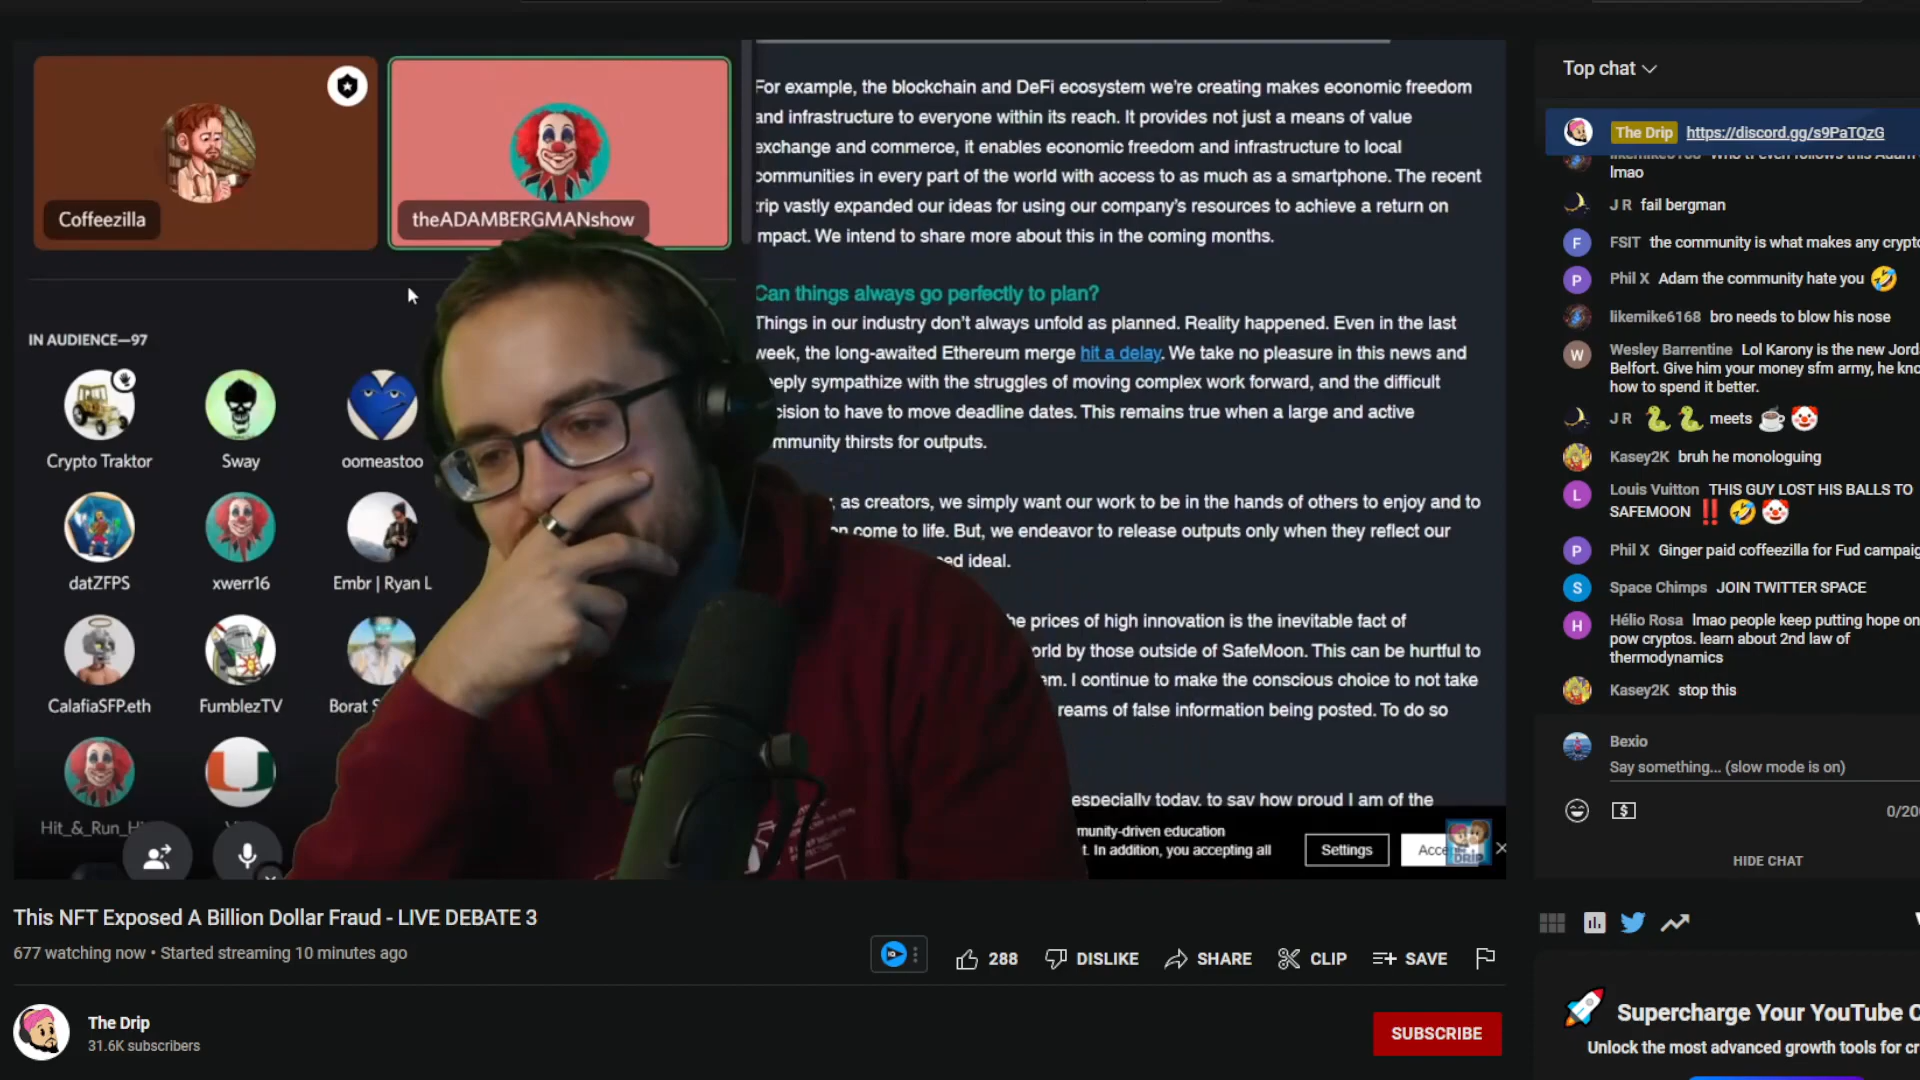 Coffeezilla
theADAMBERGMANshow
IN AUDIENCE—97
Crypto Traktor
Sway
oomeastoo
datZFPS
xwerr16
Embr | Ryan L
CalafiaSFP.eth
FumblezTV
Borat
Hit_&_Run_H
For example, the blockchain and DeFi ecosystem we're creating makes economic freedom
and infrastructure to everyone within its reach. It provides not just a means of value
exchange and commerce, it enables economic freedom and infrastructure to local
communities in every part of the world with access to as much as a smartphone. The recent
trip vastly expanded our ideas for using our company's resources to achieve a return on
impact. We intend to share more about this in the coming months.
Can things always go perfectly to plan?
Things in our industry don't always unfold as planned. Reality happened. Even in the last
week, the long-awaited Ethereum merge hit a delay. We take no pleasure in this news and
eeply sympathize with the struggles of moving complex work forward, and the difficult
cision to have to move deadline dates. This remains true when a large and active
mmunity thirsts for outputs.
, as creators, we simply want our work to be in the hands of others to enjoy and to
on come to life. But, we endeavor to release outputs only when they reflect our
ed ideal.
he prices of high innovation is the inevitable fact of
orld by those outside of SafeMoon. This can be hurtful to
am. I continue to make the conscious choice to not take
reams of false information being posted. To do so
especially today, to say how proud I am of the
munity-driven education
t. In addition, you accepting all
Settings
Acce
DRIP
Top chat
The Drip https://discord.gg/s9PaTQzG
lmao
J R fail bergman
FSIT the community is what makes any crypto
Phil X Adam the community hate you 🤣
likemike6168 bro needs to blow his nose
Wesley Barrentine Lol Karony is the new Jord
Belfort. Give him your money sfm army, he kno
how to spend it better.
J R 🐍 🐍 meets ☕ 🤡
Kasey2K bruh he monologuing
Louis Vuitton THIS GUY LOST HIS BALLS TO
SAFEMOON ‼️ 🤣 🤡
Phil X Ginger paid coffeezilla for Fud campaig
Space Chimps JOIN TWITTER SPACE
Hélio Rosa lmao people keep putting hope on
pow cryptos. learn about 2nd law of
thermodynamics
Kasey2K stop this
Bexio
Say something... (slow mode is on)
0/20
HIDE CHAT
This NFT Exposed A Billion Dollar Fraud - LIVE DEBATE 3
677 watching now • Started streaming 10 minutes ago
288
DISLIKE
SHARE
CLIP
SAVE
The Drip
31.6K subscribers
SUBSCRIBE
Supercharge Your YouTube C
Unlock the most advanced growth tools for cr